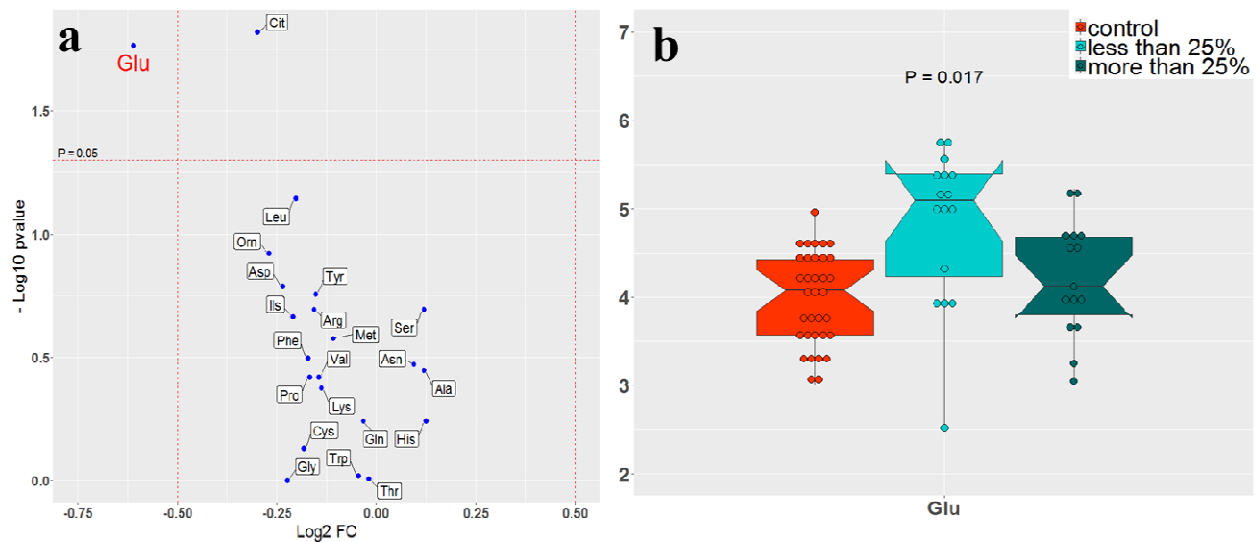 a
Cit
Glu
1.5
P = 0.05
Leu
1.0
Orn
Asp
Tyr
Ils
Arg
Ser
Met
Phe
Val
0.5
Asn
Ala
Pro
Lys
Gln
His
Cys
Trp
Gly
Thr
0.0
-0.75
-0.50
-0.25
0.00
0.25
0.50
Log2 FC
- Log10 pvalue
b
control
less than 25%
more than 25%
P = 0.017
7
6
5
4
3
2
Glu